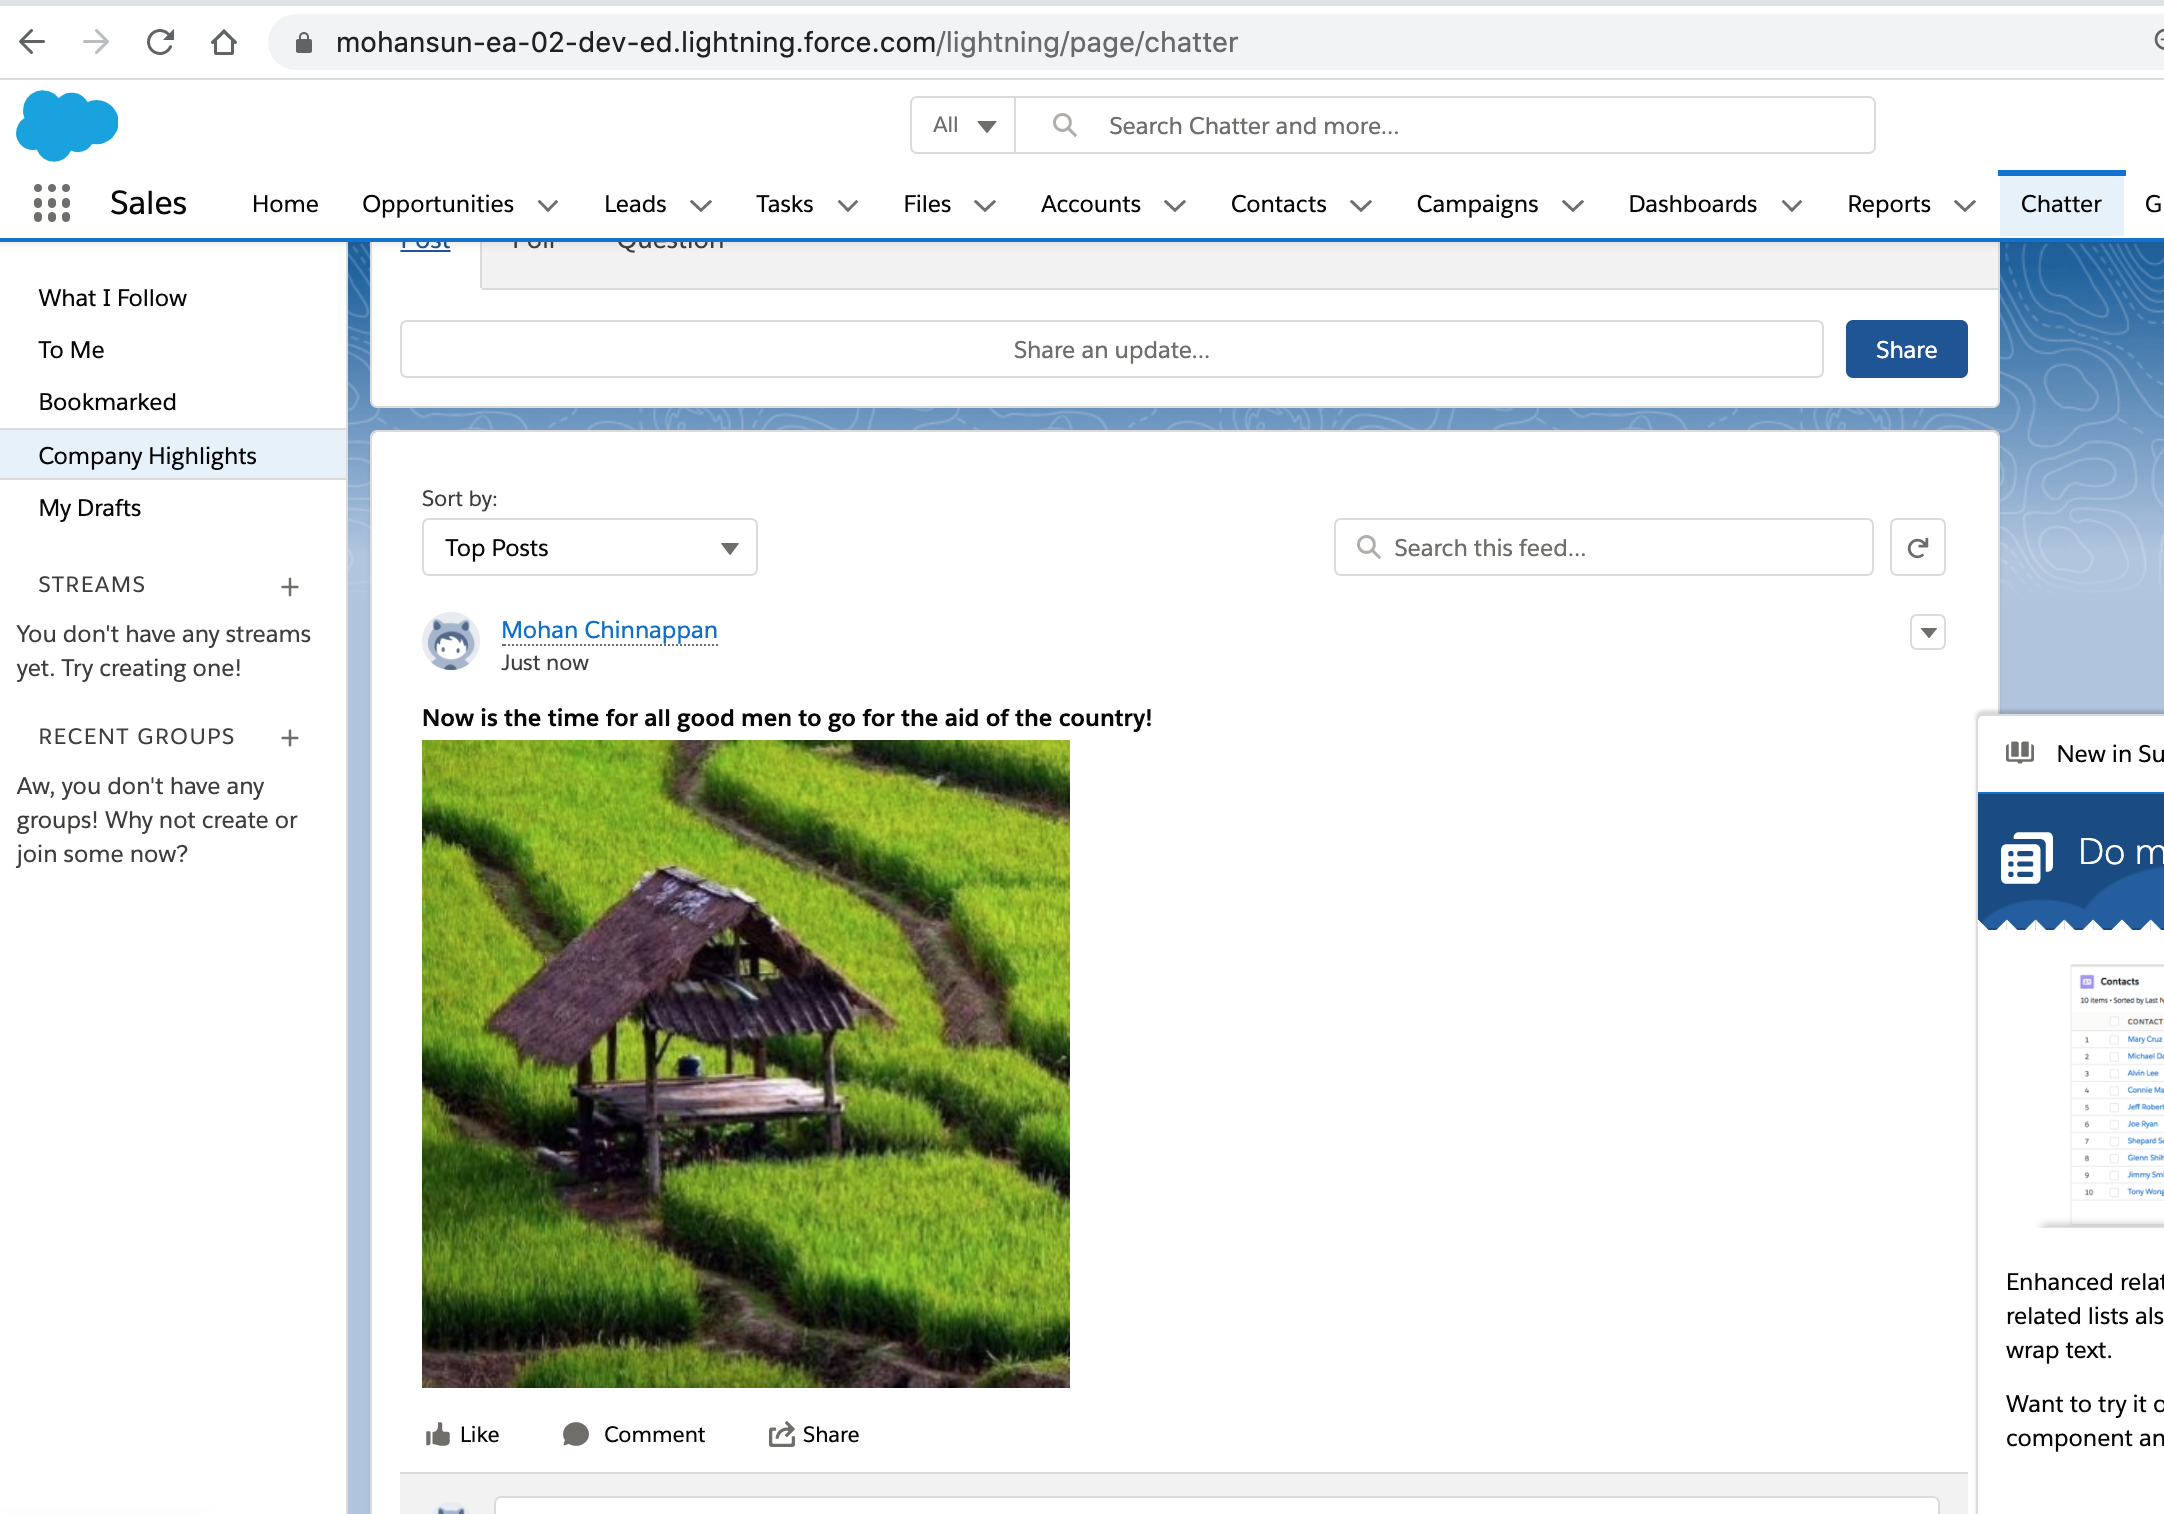 mohansun-ea-02-dev-ed.lightning.force.com/lightning/page/chatter
All
Search Chatter and more...
Sales Home Opportunities Leads Tasks Files Accounts Contacts Campaigns Dashboards Reports Chatter G
Post Poll Question
Share an update... Share
What I Follow
To Me
Bookmarked
Company Highlights
My Drafts
STREAMS
You don't have any streams
yet. Try creating one!
RECENT GROUPS
Aw, you don't have any
groups! Why not create or
join some now?
Sort by:
Top Posts
Search this feed...
Mohan Chinnappan
Just now
Now is the time for all good men to go for the aid of the country!
Like Comment Share
New in Su
Do m
Contacts
10 items • Sorted by Last N
CONTACT
1 Mary Cruz
2 Michael Da
3 Alvin Lee
4 Connie Ma
5 Jeff Robert
6 Joe Ryan
7 Shepard Sa
8 Glenn Shih
9 Jimmy Smi
10 Tony Wong
Enhanced relat
related lists als
wrap text.
Want to try it o
component an